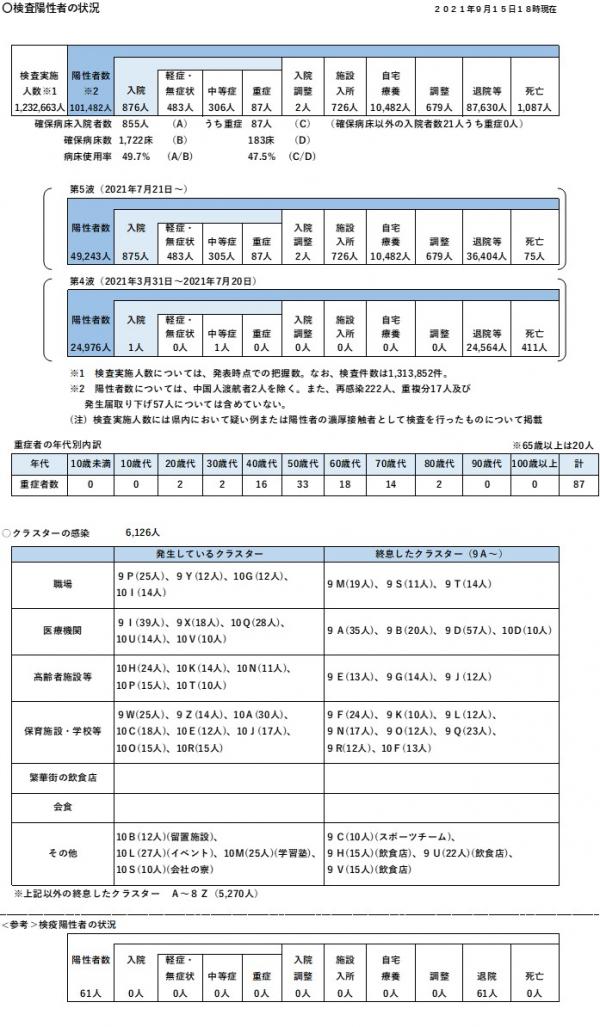 〇検査陽性者の状況 2021年9月15日18時現在
検査実施人数※1 陽性者数※2 入院 軽症・無症状 中等症 重症 入院調整 施設入所 自宅療養 調整 退院等 死亡
1,232,663人 101,482人 876人 483人 306人 87人 2人 726人 10,482人 679人 87,630人 1,087人
確保病床入院者数 855人 (A) うち重症 87人 (C) (確保病床以外の入院者数21人うち重症0人)
確保病床数 1,722床 (B) 183床 (D)
病床使用率 49.7% (A/B) 47.5% (C/D)
第5波(2021年7月21日~)
陽性者数 入院 軽症・無症状 中等症 重症 入院調整 施設入所 自宅療養 調整 退院等 死亡
49,243人 875人 483人 305人 87人 2人 726人 10,482人 679人 36,404人 75人
第4波(2021年3月31日~2021年7月20日)
陽性者数 入院 軽症・無症状 中等症 重症 入院調整 施設入所 自宅療養 調整 退院等 死亡
24,976人 1人 0人 1人 0人 0人 0人 0人 0人 24,564人 411人
※1 検査実施人数については、発表時点での把握数。なお、検査件数は1,313,852件。
※2 陽性者数については、中国人渡航者2人を除く。また、再感染222人、重複分17人及び
発生届取り下げ57人については含めていない。
(注) 検査実施人数には県内において疑い例または陽性者の濃厚接触者として検査を行ったものについて掲載
重症者の年代別内訳 ※65歳以上は20人
年代 10歳未満 10歳代 20歳代 30歳代 40歳代 50歳代 60歳代 70歳代 80歳代 90歳代 100歳以上 計
重症者数 0 0 2 2 16 33 18 14 2 0 0 87
○クラスターの感染 6,126人
発生しているクラスター 終息したクラスター(9A~)
職場 9P(25人)、9Y(12人)、10G(12人)、
10I(14人)
9M(19人)、9S(11人)、9T(14人)
医療機関 9I(39人)、9X(18人)、10Q(28人)、
10U(14人)、10V(10人)
9A(35人)、9B(20人)、9D(57人)、10D(10人)
高齢者施設等 10H(24人)、10K(14人)、10N(11人)、
10P(15人)、10T(10人)
9E(13人)、9G(14人)、9J(12人)
保育施設・学校等 9W(25人)、9Z(14人)、10A(30人)、
10C(18人)、10E(12人)、10J(17人)、
10O(15人)、10R(15人)
9F(24人)、9K(10人)、9L(12人)、
9N(17人)、9O(12人)、9Q(23人)、
9R(12人)、10F(13人)
繁華街の飲食店
会食
その他 10B(12人)(留置施設)、
10L(27人)(イベント)、10M(25人)(学習塾)、
10S(10人)(会社の寮)
9C(10人)(スポーツチーム)、
9H(15人)(飲食店)、9U(22人)(飲食店)、
9V(15人)(飲食店)
※上記以外の終息したクラスター A~8Z(5,270人)
<参考>検疫陽性者の状況
陽性者数 入院 軽症・無症状 中等症 重症 入院調整 施設入所 自宅療養 調整 退院 死亡
61人 0人 0人 0人 0人 0人 0人 0人 0人 61人 0人